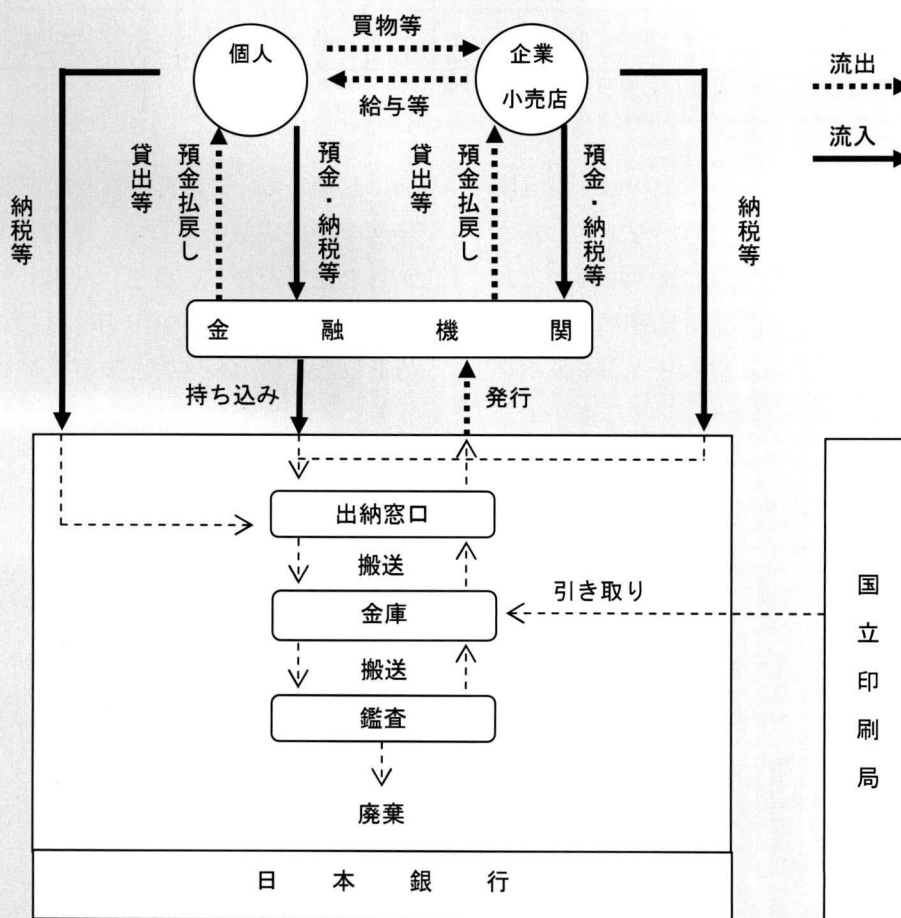 買物等
個人
企業
小売店
給与等
流出
流入
納税等
貸出等
預金払戻し
預金・納税等
貸出等
預金払戻し
預金・納税等
納税等
金融機関
持ち込み
発行
出納窓口
搬送
金庫
引き取り
搬送
鑑査
廃棄
国立印刷局
日本銀行